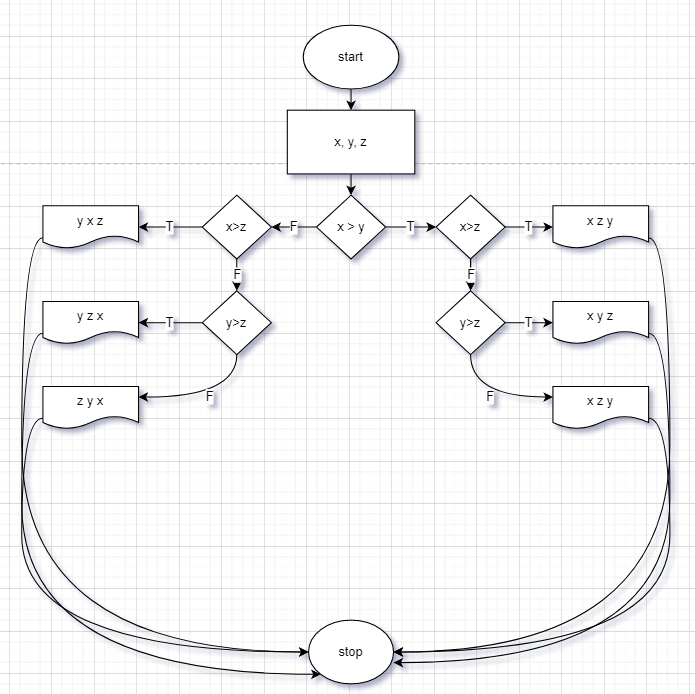 start
x, y, z
y x z
T
x>z
F
x > y
T
x>z
T
x z y
F
F
y z x
T
y>z
y>z
T
x y z
z y x
F
F
x z y
stop